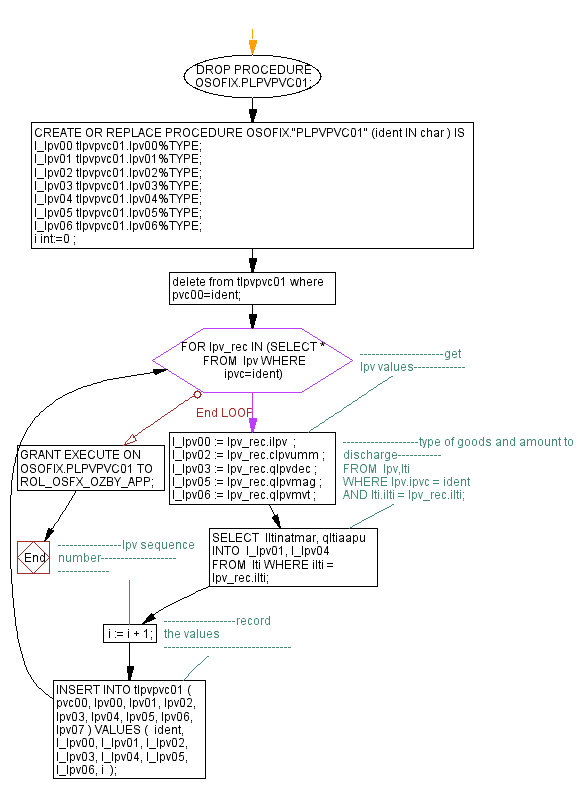 DROP PROCEDURE
OSOFIX.PLPVPVC01;
CREATE OR REPLACE PROCEDURE OSOFIX."PLPVPVC01" (ident IN char ) IS
l_lpv00 tlpvpvc01.lpv00%TYPE;
l_lpv01 tlpvpvc01.lpv01%TYPE;
l_lpv02 tlpvpvc01.lpv02%TYPE;
l_lpv03 tlpvpvc01.lpv03%TYPE;
l_lpv04 tlpvpvc01.lpv04%TYPE;
l_lpv05 tlpvpvc01.lpv05%TYPE;
l_lpv06 tlpvpvc01.lpv06%TYPE;
i int:=0 ;
delete from tlpvpvc01 where
pvc00=ident;
FOR lpv_rec IN (SELECT *
FROM lpv WHERE
ipvc=ident)
----------------------get
lpv values--------------
End LOOP
GRANT EXECUTE ON
OSOFIX.PLPVPVC01 TO
ROL_OSFX_OZBY_APP;
l_lpv00 := lpv_rec.ilpv ;
l_lpv02 := lpv_rec.clpvumm ;
l_lpv03 := lpv_rec.qlpvdec ;
l_lpv05 := lpv_rec.qlpvmag ;
l_lpv06 := lpv_rec.qlpvmvt ;
--------------------type of goods and amount to
discharge------------
FROM lpv,lti
WHERE lpv.ipvc = ident
AND lti.ilti = lpv_rec.ilti;
End
-----------------lpv sequence
number--------------------
--------------
SELECT lltinatmar, qltiaapu
INTO l_lpv01, l_lpv04
FROM lti WHERE ilti =
lpv_rec.ilti;
i := i + 1;
-------------------record
the values
----------------------------------
INSERT INTO tlpvpvc01 (
pvc00, lpv00, lpv01, lpv02,
lpv03, lpv04, lpv05, lpv06,
lpv07 ) VALUES ( ident,
l_lpv00, l_lpv01, l_lpv02,
l_lpv03, l_lpv04, l_lpv05,
l_lpv06, i );